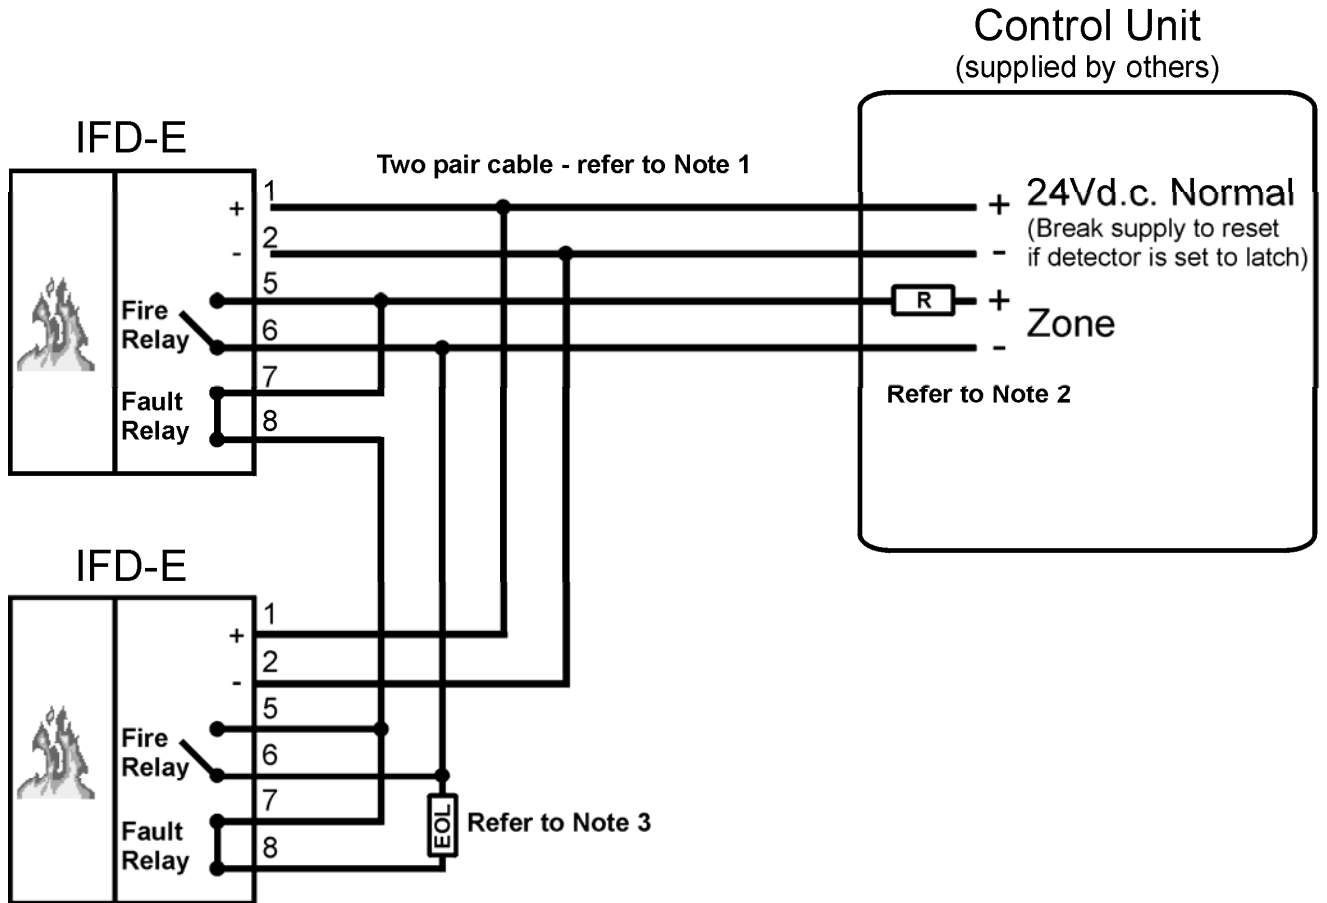 Control Unit
(supplied by others)
IFD-E
Two pair cable - refer to Note 1
1
+
2
-
5
6
7
8
Fire
Relay
Fault
Relay
+ 24Vd.c. Normal
(Break supply to reset
- if detector is set to latch)
R +
Zone
-
Refer to Note 2
IFD-E
1
+
2
-
5
6
7
8
Fire
Relay
Fault
Relay
EOL
Refer to Note 3